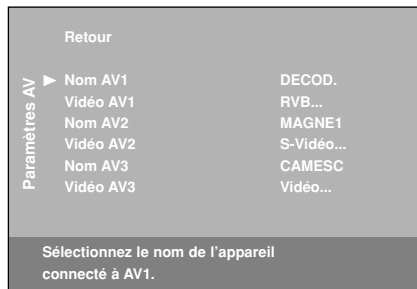 Retour
Paramètres AV
Nom AV1 DECOD.
Vidéo AV1 RVB...
Nom AV2 MAGNE1
Vidéo AV2 S-Vidéo...
Nom AV3 CAMESC
Vidéo AV3 Vidéo...
Sélectionnez le nom de l'appareil
connecté à AV1.